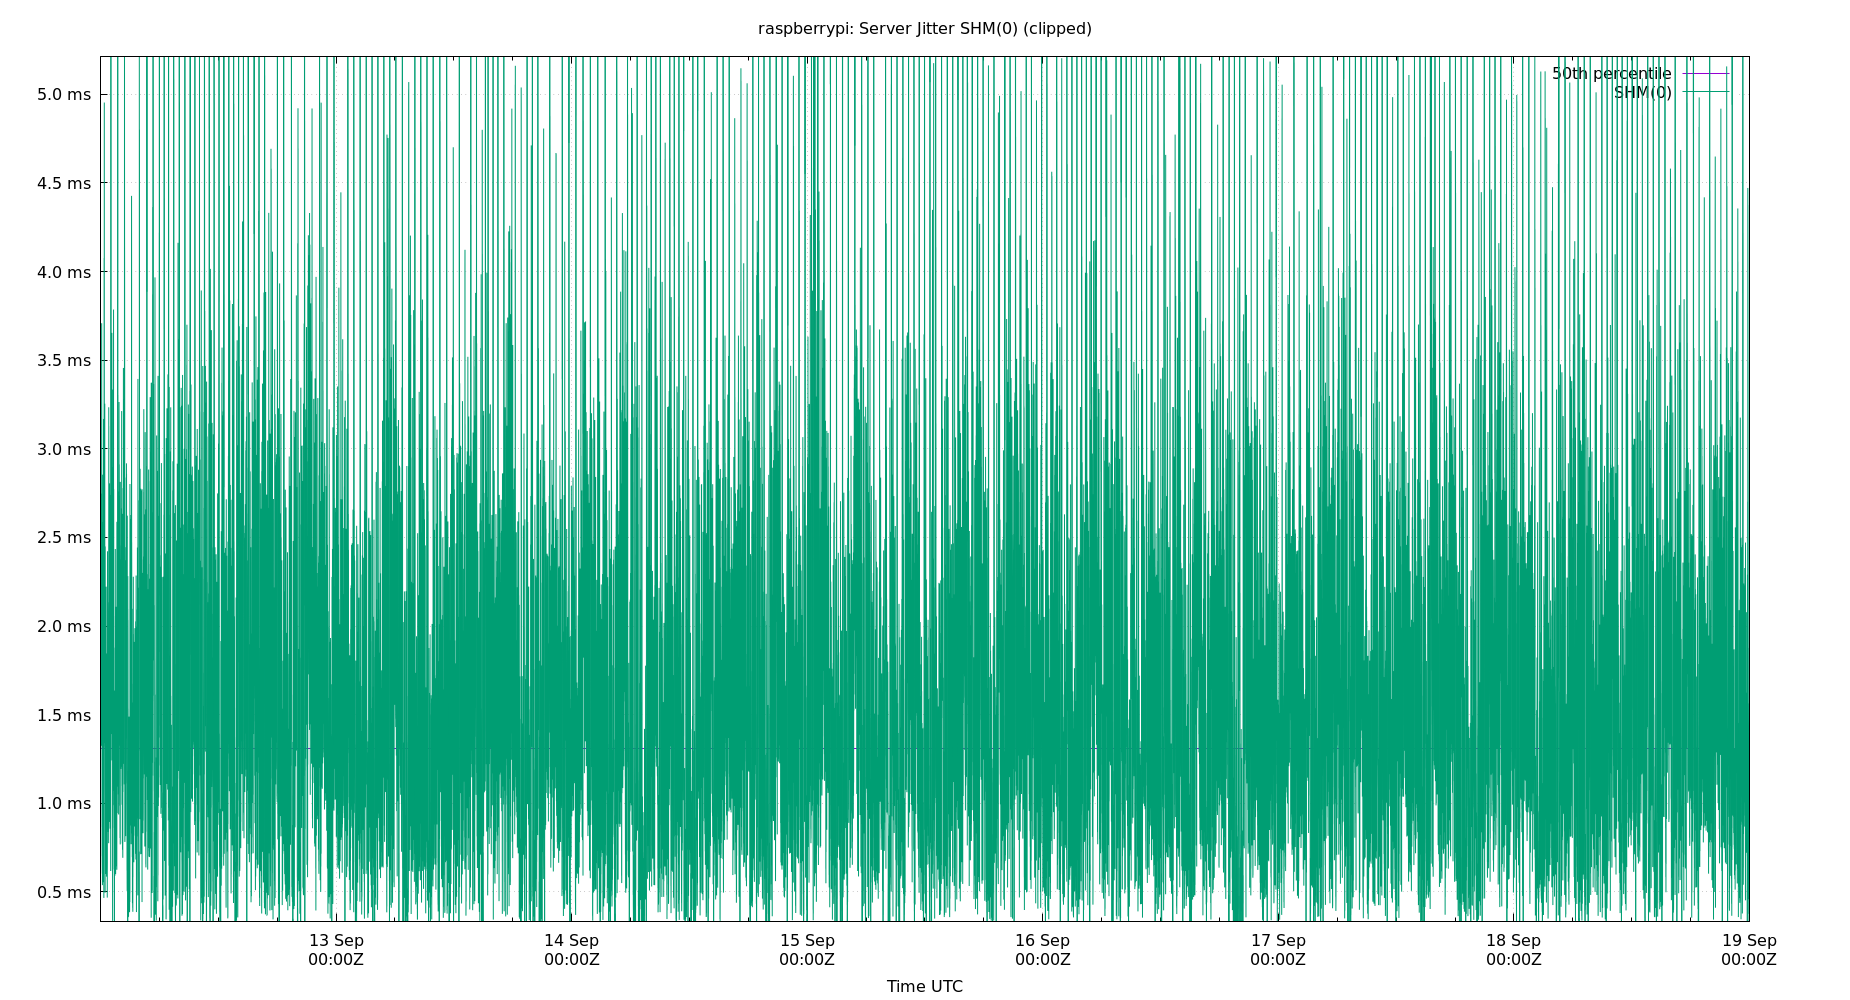 raspberrypi: Server Jitter SHM(0) (clipped)
50th percentile
SHM(0)
5.0 ms
4.5 ms
4.0 ms
3.5 ms
3.0 ms
2.5 ms
2.0 ms
1.5 ms
1.0 ms
0.5 ms
13 Sep 14 Sep 15 Sep 16 Sep 17 Sep 18 Sep 19 Sep
00:00Z 00:00Z 00:00Z 00:00Z 00:00Z 00:00Z 00:00Z
Time UTC